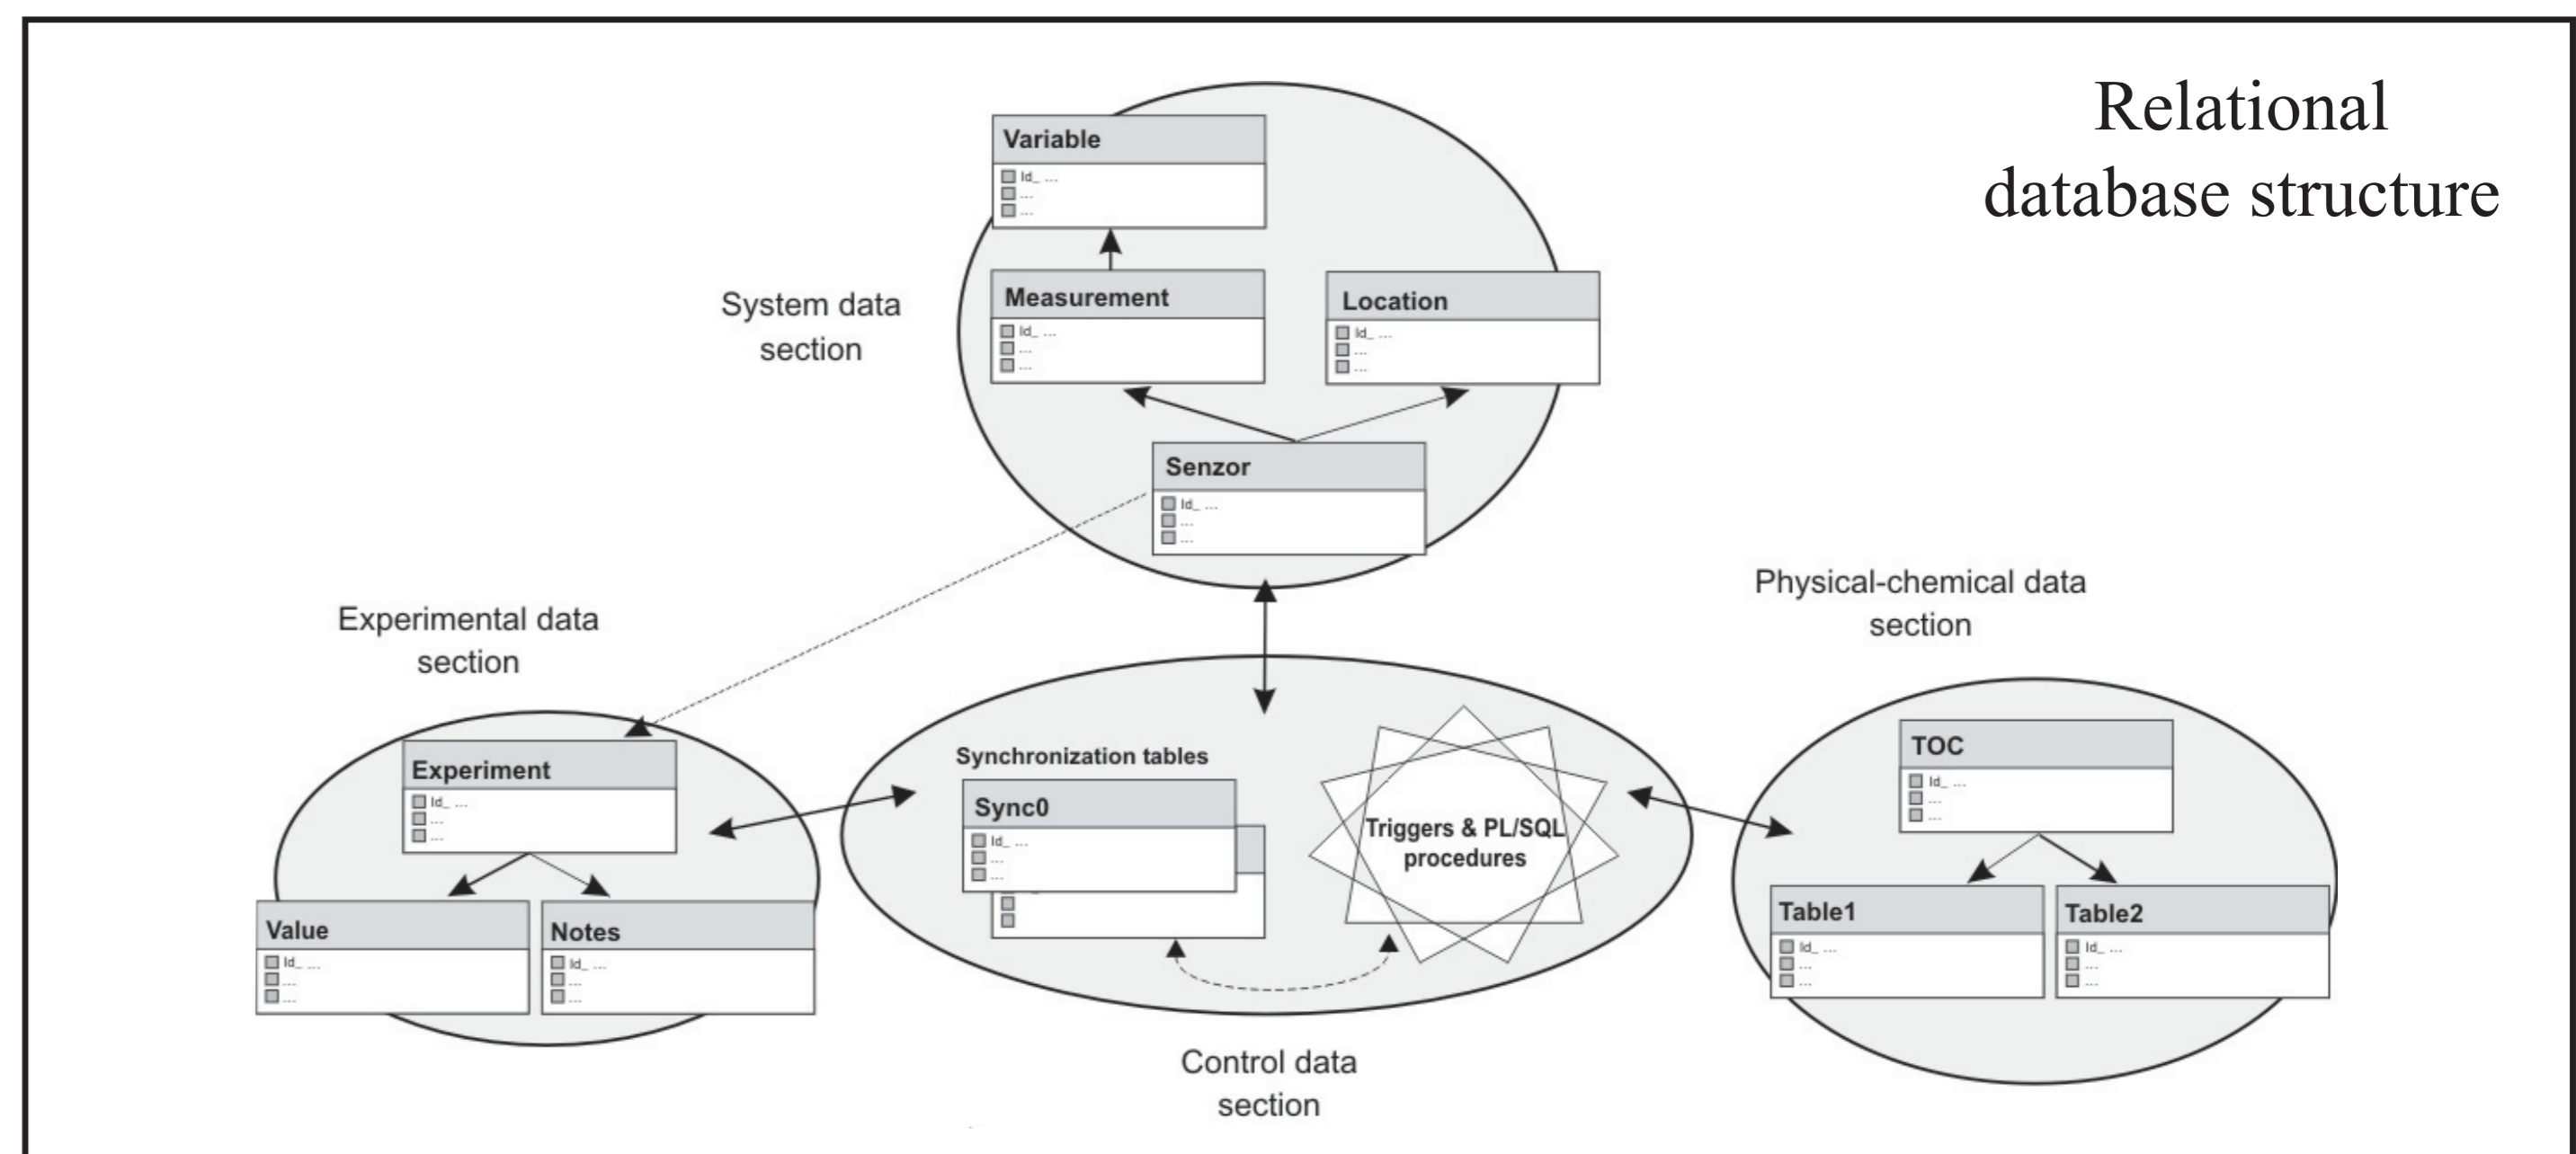 Relational
database structure
Variable
Id_ ...
...
...
System data
section
Measurement
Id_ ...
...
...
Location
Id_ ...
...
...
Senzor
Id_ ...
...
...
Experimental data
section
Physical-chemical data
section
Experiment
Id_ ...
...
...
Value
Id_ ...
...
...
Notes
Id_ ...
...
...
Synchronization tables
Sync0
Id_ ...
...
...
Triggers & PL/SQL
procedures
TOC
Id_ ...
...
...
Table1
Id_ ...
...
...
Table2
Id_ ...
...
...
Control data
section